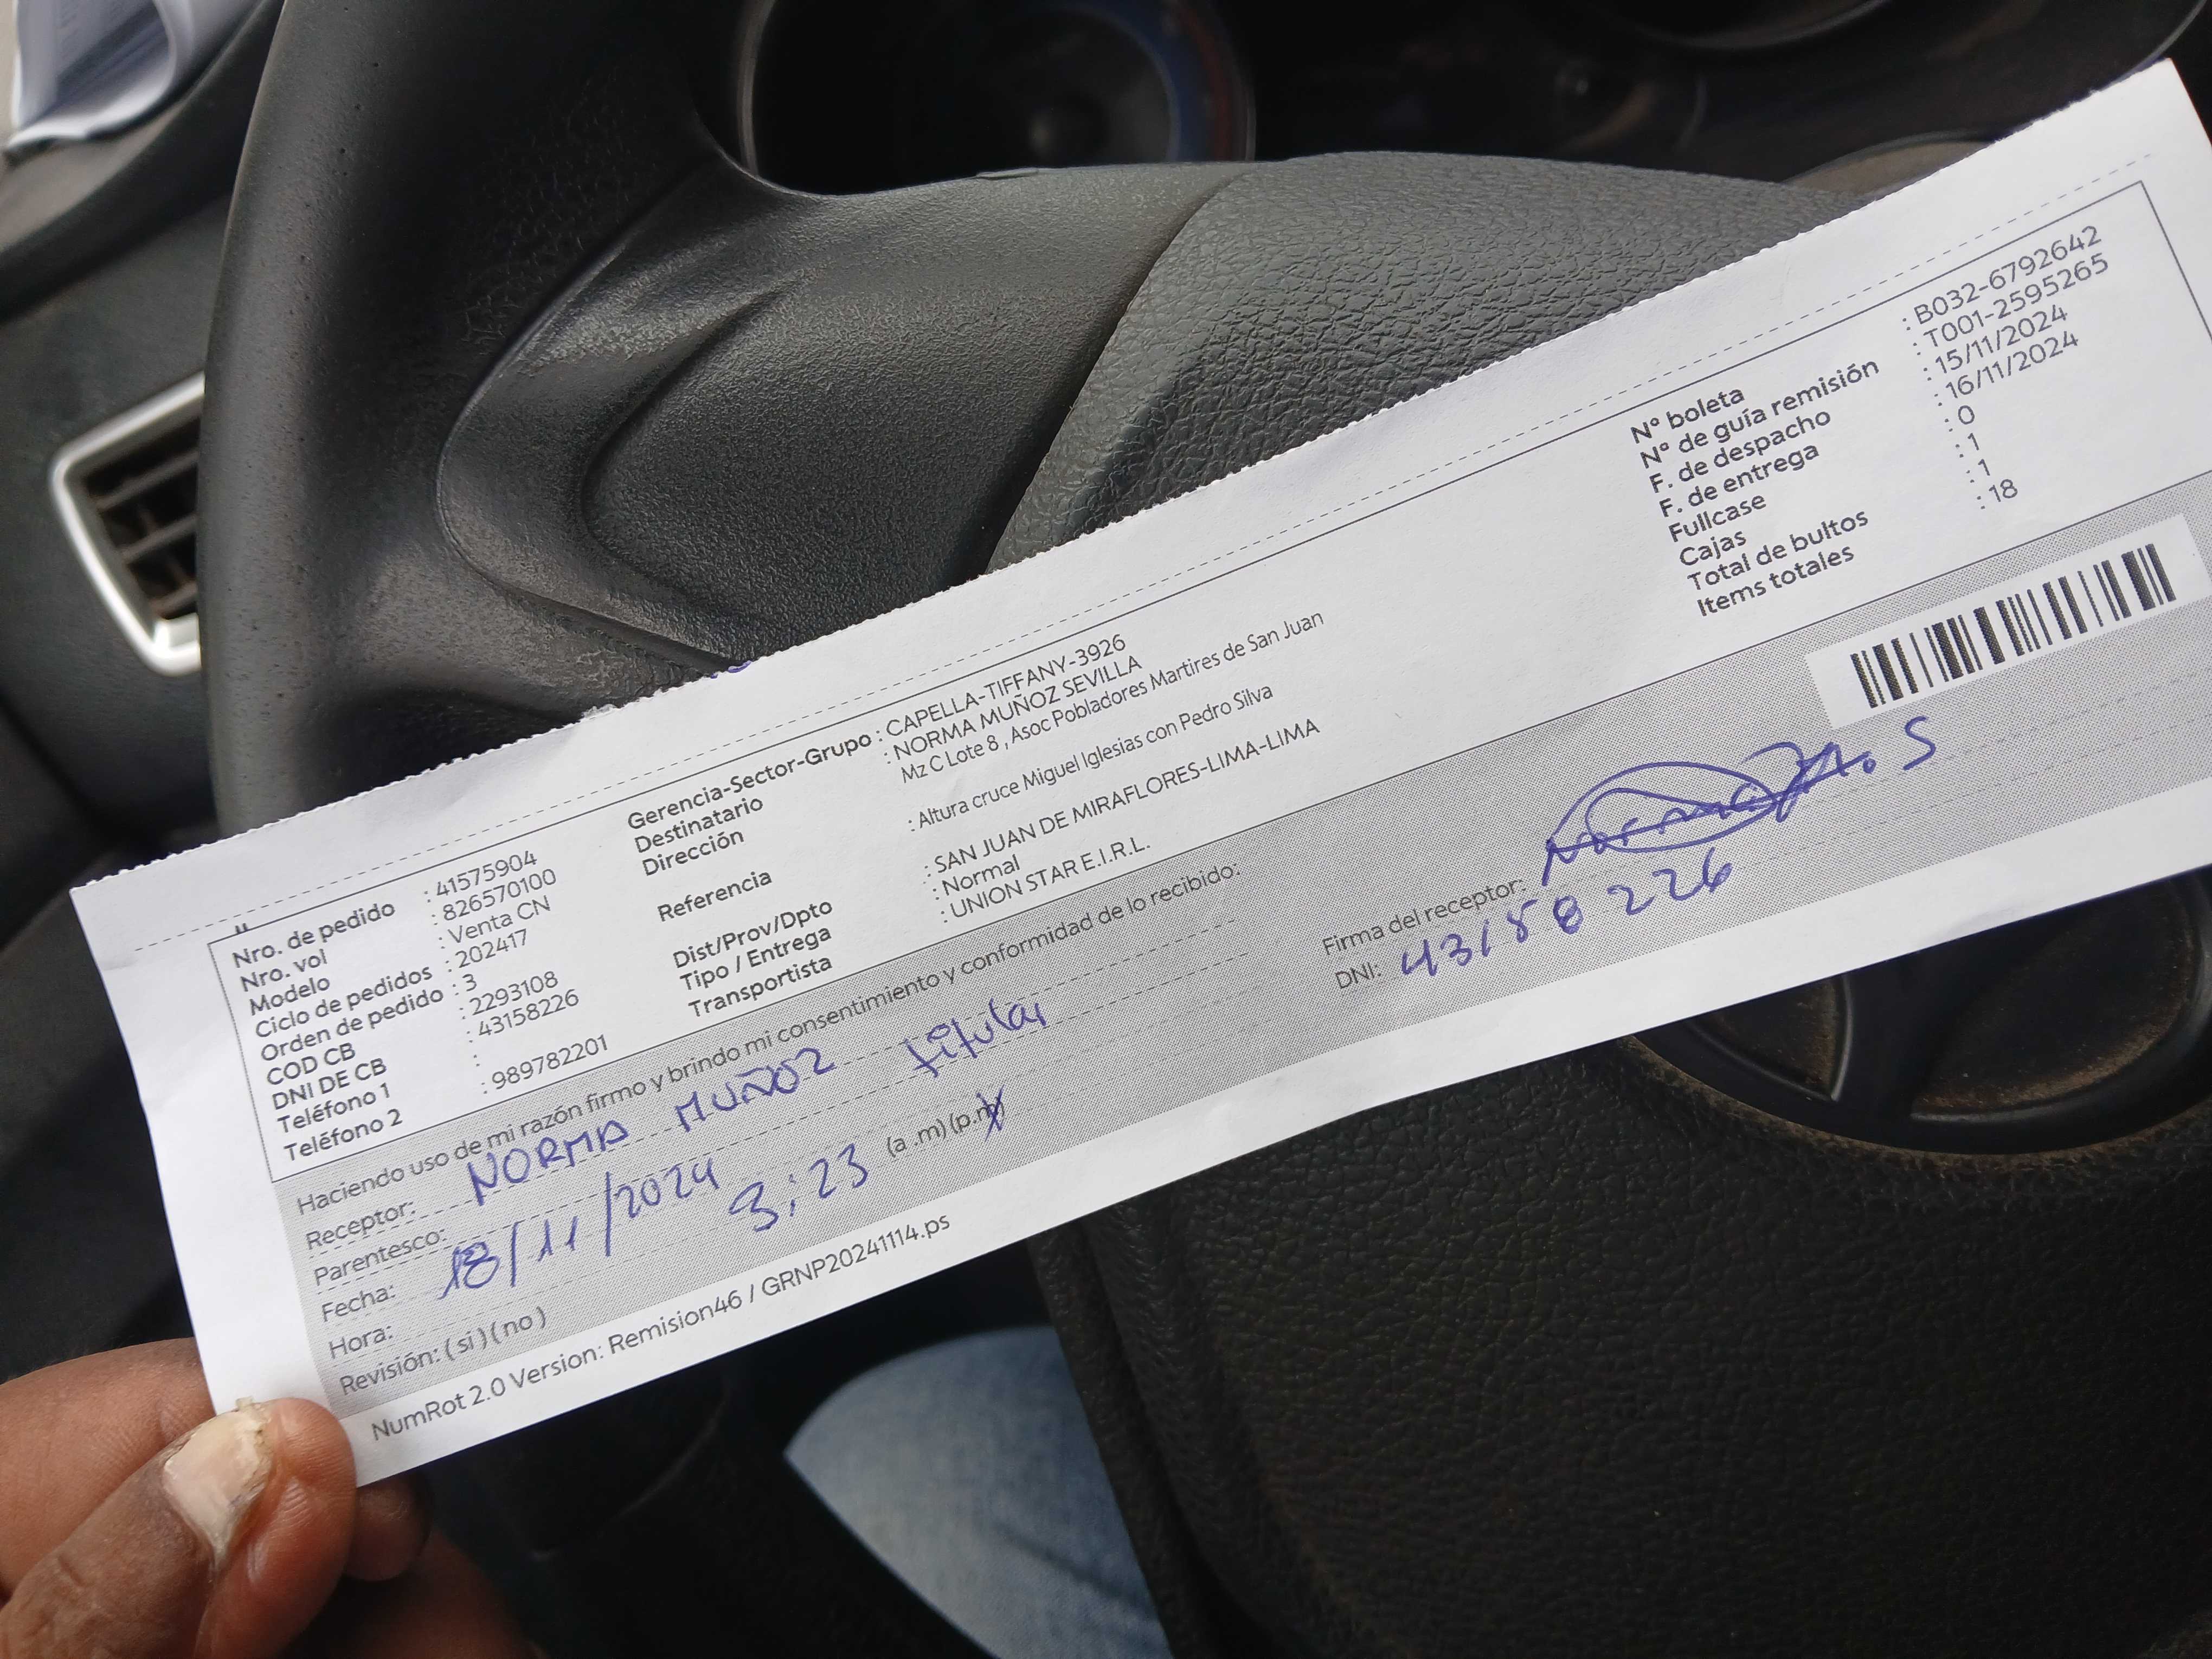 Nro. de pedido : 41575904
Nro. vol : 826570100
Modelo : Venta CN
Ciclo de pedidos : 202417
Orden de pedido : 3
COD CB : 2293108
DNI DE CB : 43158226
Teléfono 1 :
Teléfono 2 : 989782201
Gerencia-Sector-Grupo : CAPELLA-TIFFANY-3926
Destinatario : NORMA MUÑOZ SEVILLA
Dirección Mz C Lote 8 , Asoc Pobladores Martires de San Juan
Referencia : Altura cruce Miguel Iglesias con Pedro Silva
Dist/Prov/Dpto : SAN JUAN DE MIRAFLORES-LIMA-LIMA
Tipo / Entrega : Normal
Transportista : UNION STAR E.I.R.L.
N° boleta : B032-6792642
N° de guía remisión : T001-2595265
F. de despacho : 15/11/2024
F. de entrega : 16/11/2024
Fullcase : 0
Cajas : 1
Total de bultos : 1
Items totales : 18
Haciendo uso de mi razón firmo y brindo mi consentimiento y conformidad de lo recibido:
Receptor: NORMA MUÑOZ titular
Parentesco:
Fecha: 18/11/2024
Hora: 3:23 (a .m) (p.m)
Revisión: ( si ) ( no )
Firma del receptor: Norma M. S
DNI: 43158226
NumRot 2.0 Version: Remision46 / GRNP20241114.ps